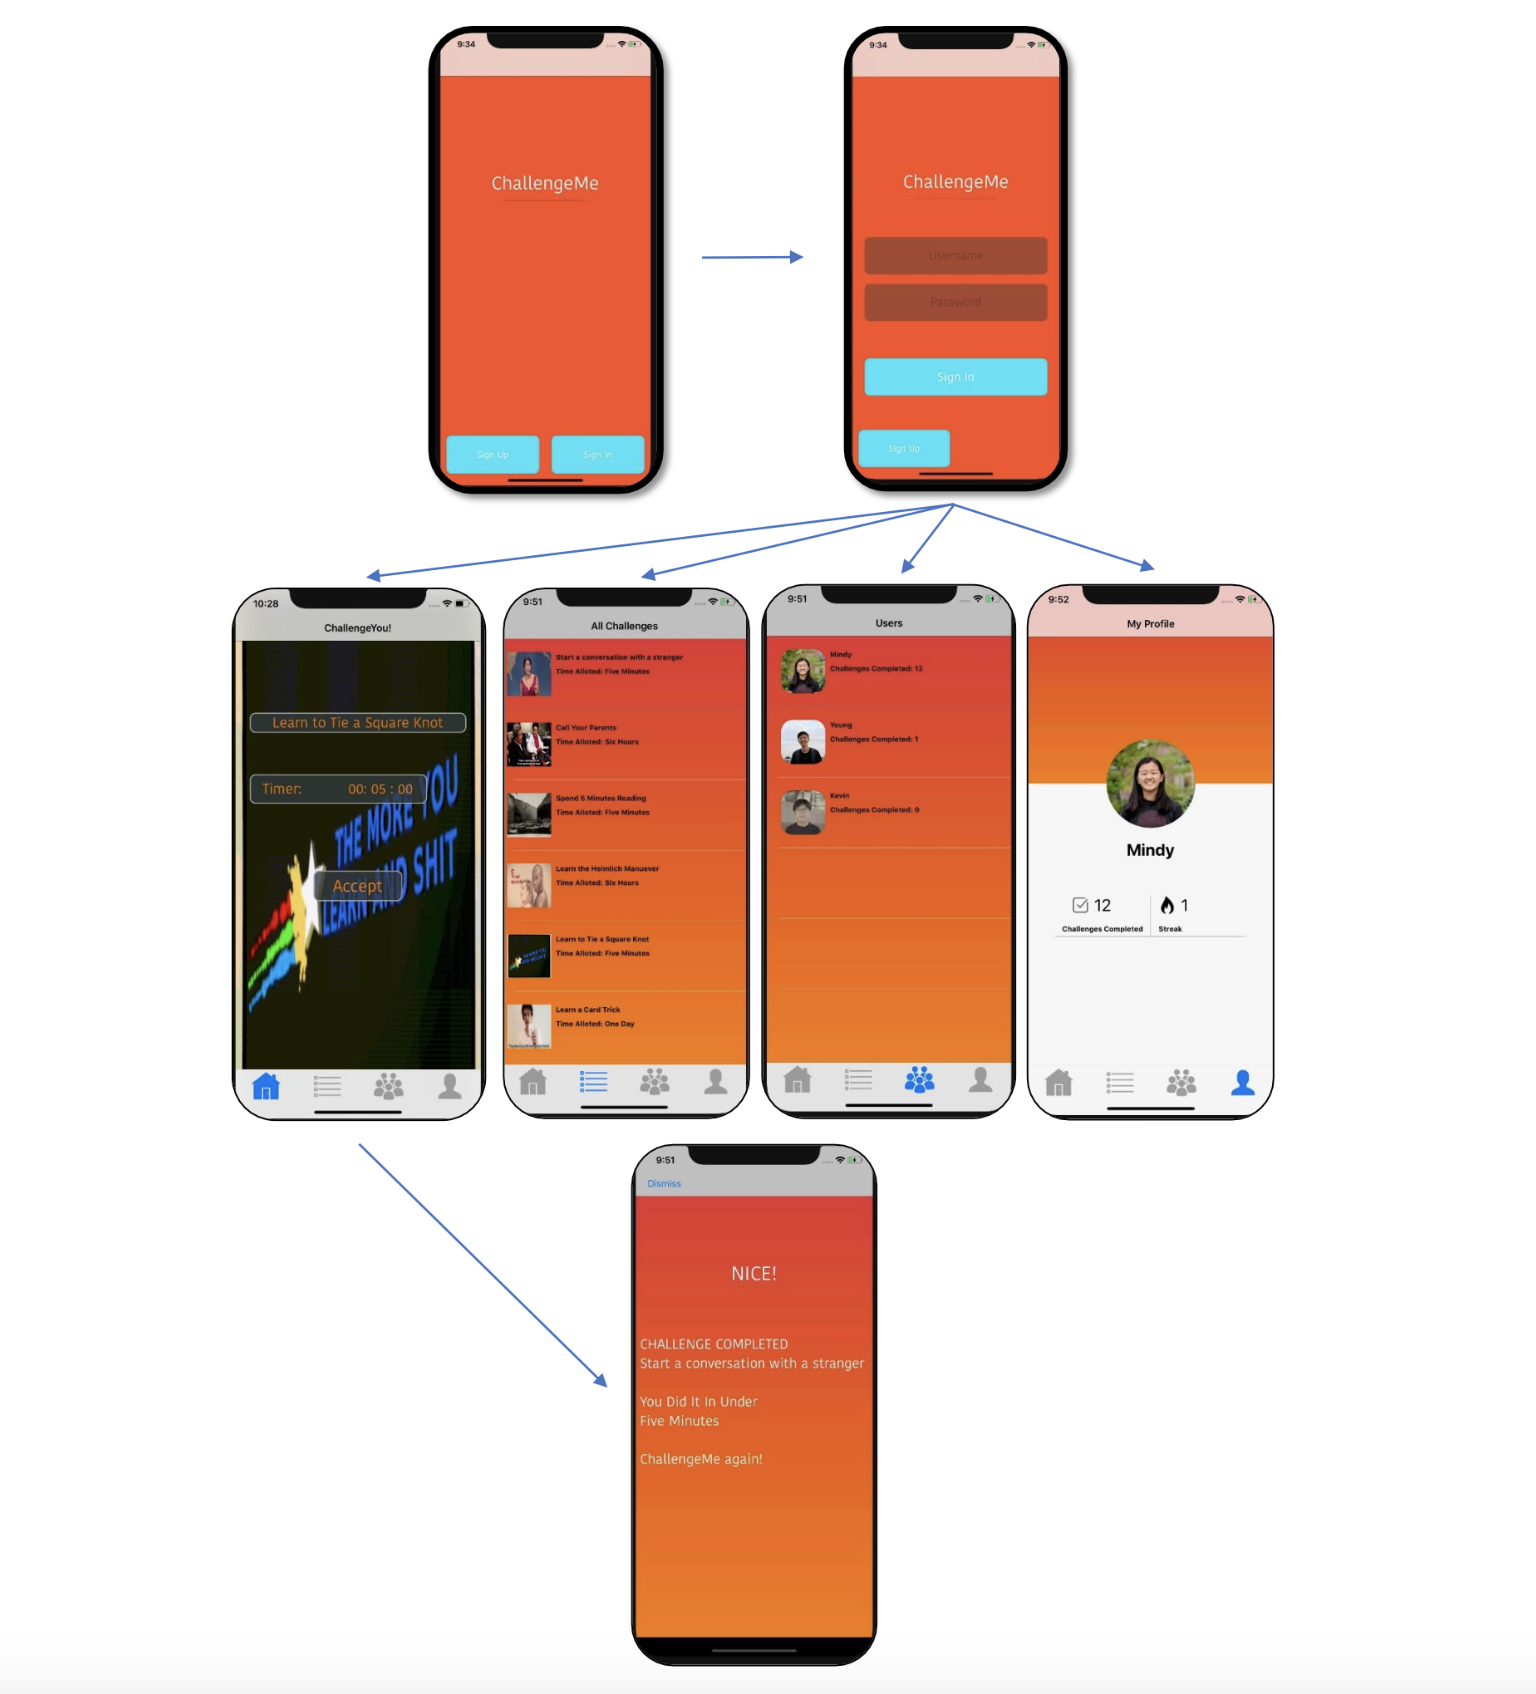 9:34
ChallengeMe
Sign Up
Sign In
9:34
ChallengeMe
Username
Password
Sign In
Sign Up
10:28
ChallengeYou!
Learn to Tie a Square Knot
Timer: 00: 05 : 00
THE MORE YOU
LEARN AND SHIT
Accept
9:51
All Challenges
Start a conversation with a stranger
Time Alloted: Five Minutes
Call Your Parents
Time Alloted: Six Hours
Spend 5 Minutes Reading
Time Alloted: Five Minutes
Learn the Heimlich Manuever
Time Alloted: Six Hours
Learn to Tie a Square Knot
Time Alloted: Five Minutes
Learn a Card Trick
Time Alloted: One Day
9:51
Users
Mindy
Challenges Completed: 12
Young
Challenges Completed: 1
Kevin
Challenges Completed: 0
9:52
My Profile
Mindy
12
Challenges Completed
1
Streak
9:51
Dismiss
NICE!
CHALLENGE COMPLETED
Start a conversation with a stranger
You Did It In Under
Five Minutes
ChallengeMe again!